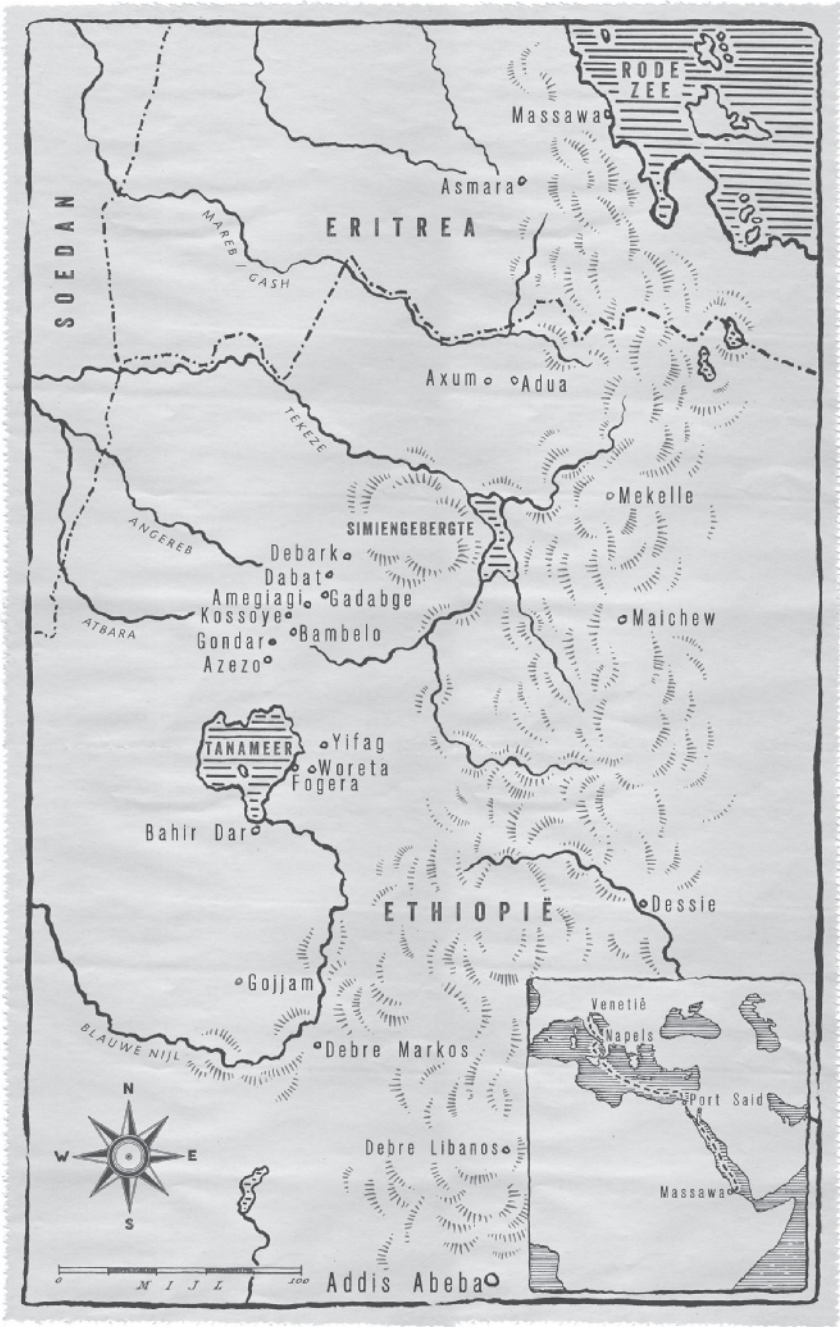 RODE
ZEE
Massawa
Asmara
SOEDAN
ERITREA
MAREB / GASH
Axum
Adua
TEKEZE
Mekelle
ANGEREB
SIMIENGEBERGTE
Debark
Dabat
Amegiagi
Gadabge
Kossoye
Maichew
ATBARA
Bambelo
Gondar
Azezo
TANAMEER
Yifag
Woreta
Fogera
Bahir Dar
ETHIOPIË
Dessie
Gojjam
BLAUWE NIJL
Debre Markos
Venetië
Napels
Port Said
Massawa
N
W
E
S
Debre Libanos
0
MIJL
100
Addis Abeba